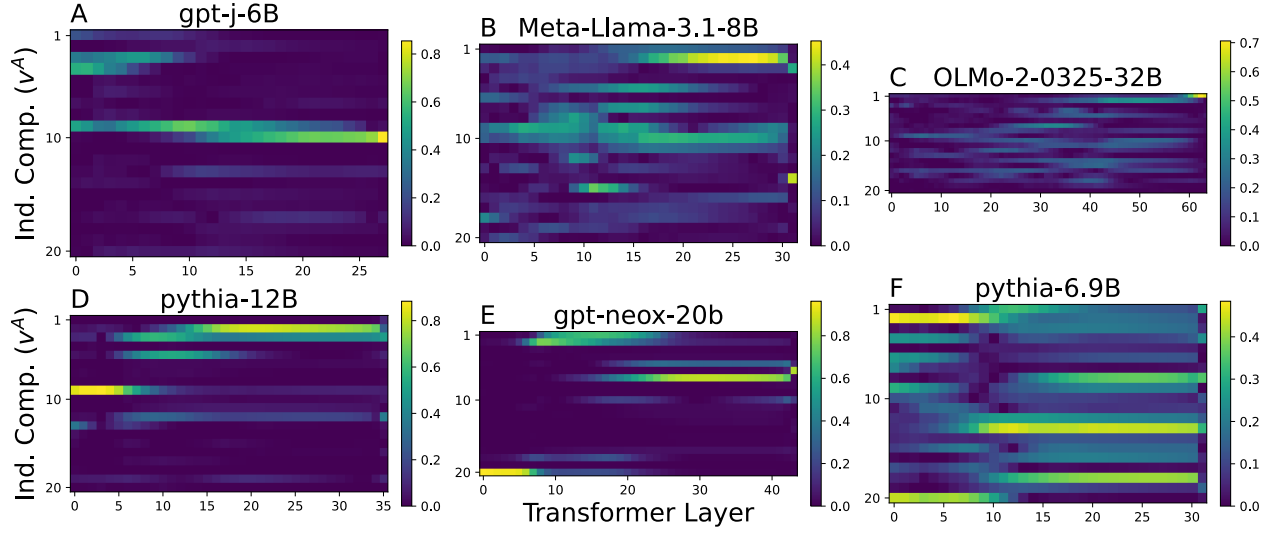 A
gpt-j-6B
Ind. Comp. (v^A)
1
10
20
0 5 10 15 20 25
0.8
0.6
0.4
0.2
0.0
B
Meta-Llama-3.1-8B
1
10
20
0 5 10 15 20 25 30
0.4
0.3
0.2
0.1
0.0
C
OLMo-2-0325-32B
1
10
20
0 10 20 30 40 50 60
0.7
0.6
0.5
0.4
0.3
0.2
0.1
0.0
D
pythia-12B
Ind. Comp. (v^A)
1
10
20
0 5 10 15 20 25 30 35
0.8
0.6
0.4
0.2
0.0
E
gpt-neox-20b
1
10
20
0 10 20 30 40
Transformer Layer
0.8
0.6
0.4
0.2
0.0
F
pythia-6.9B
1
10
20
0 5 10 15 20 25 30
0.4
0.3
0.2
0.1
0.0